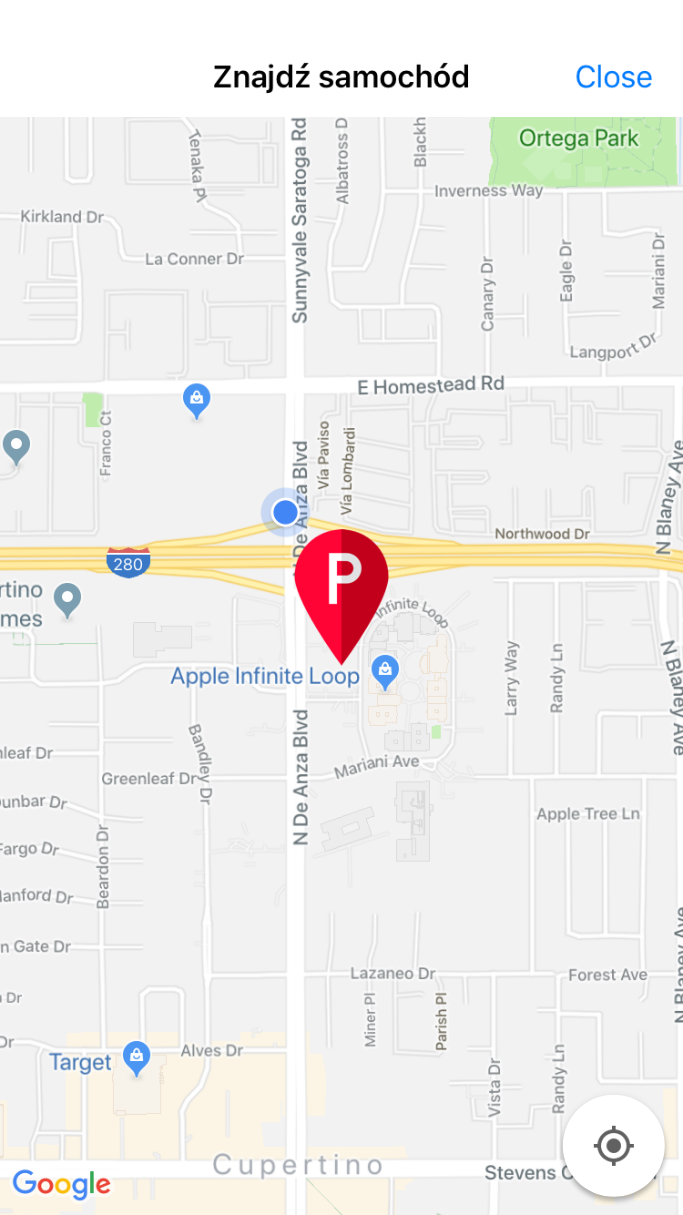 Znajdź samochód
Close
Ortega Park
Tenaka Pl
Sunnyvale Saratoga Rd
Albatross D
Blackh
Inverness Way
Kirkland Dr
La Conner Dr
Canary Dr
Eagle Dr
Mariani Dr
Langport Dr
E Homestead Rd
Franco Ct
Vía Paviso
Vía Lombardi
N De Anza Blvd
N Blaney Ave
Northwood Dr
280
P
rtino
mes
Infinite Loop
Apple Infinite Loop
Larry Way
Randy Ln
N Blaney Ave
nleaf Dr
Bandley Dr
N De Anza Blvd
Mariani Ave
Greenleaf Dr
unbar Dr
Apple Tree Ln
Fargo Dr
Beardon Dr
lanford Dr
N Blaney Ave
n Gate Dr
Lazaneo Dr
Forest Ave
Dr
Miner Pl
Parish Pl
Dr
Alves Dr
Target
Vista Dr
Randy Ln
Cupertino
Stevens C
Google